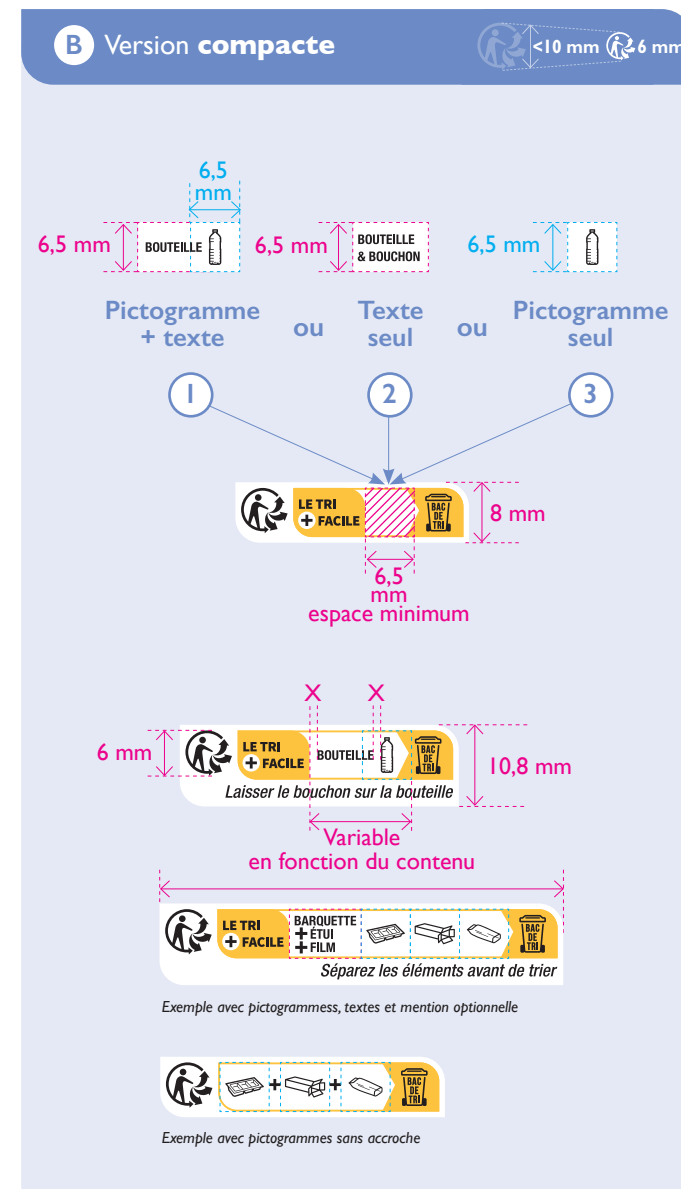 B Version compacte
<10 mm 6 mm
6,5
mm
6,5 mm
BOUTEILLE
6,5 mm
BOUTEILLE
& BOUCHON
6,5 mm
Pictogramme
+ texte
ou
Texte
seul
ou
Pictogramme
seul
1
2
3
LE TRI
+ FACILE
BAC
DE
TRI
8 mm
6,5
mm
espace minimum
X X
6 mm
LE TRI
+ FACILE
BOUTEILLE
BAC
DE
TRI
10,8 mm
Laisser le bouchon sur la bouteille
Variable
en fonction du contenu
LE TRI
+ FACILE
BARQUETTE
+ ÉTUI
+ FILM
BAC
DE
TRI
Séparez les éléments avant de trier
Exemple avec pictogrammess, textes et mention optionnelle
+ +
BAC
DE
TRI
Exemple avec pictogrammes sans accroche